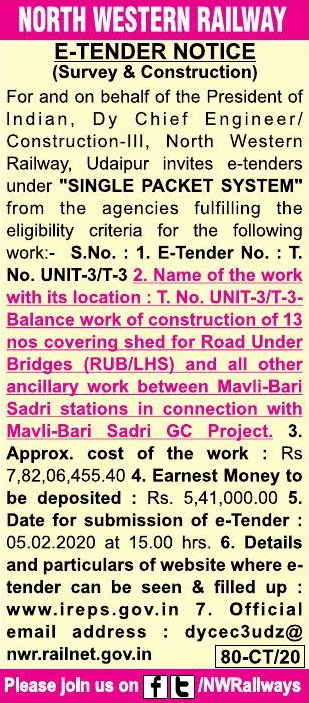 NORTH WESTERN RAILWAY
E-TENDER NOTICE
(Survey & Construction)
For and on behalf of the President of
Indian, Dy Chief Engineer/
Construction-III, North Western
Railway, Udaipur invites e-tenders
under "SINGLE PACKET SYSTEM"
from the agencies fulfilling the
eligibility criteria for the following
work:- S.No. : 1. E-Tender No. : T.
No. UNIT-3/T-3 2. Name of the work
with its location : T. No. UNIT-3/T-3-
Balance work of construction of 13
nos covering shed for Road Under
Bridges (RUB/LHS) and all other
ancillary work between Mavli-Bari
Sadri stations in connection with
Mavli-Bari Sadri GC Project. 3.
Approx. cost of the work : Rs
7,82,06,455.40 4. Earnest Money to
be deposited : Rs. 5,41,000.00 5.
Date for submission of e-Tender :
05.02.2020 at 15.00 hrs. 6. Details
and particulars of website where e-
tender can be seen & filled up :
www.ireps.gov.in 7. Official
email address : dycec3udz@
nwr.railnet.gov.in 80-CT/20
Please join us on f t /NWRailways